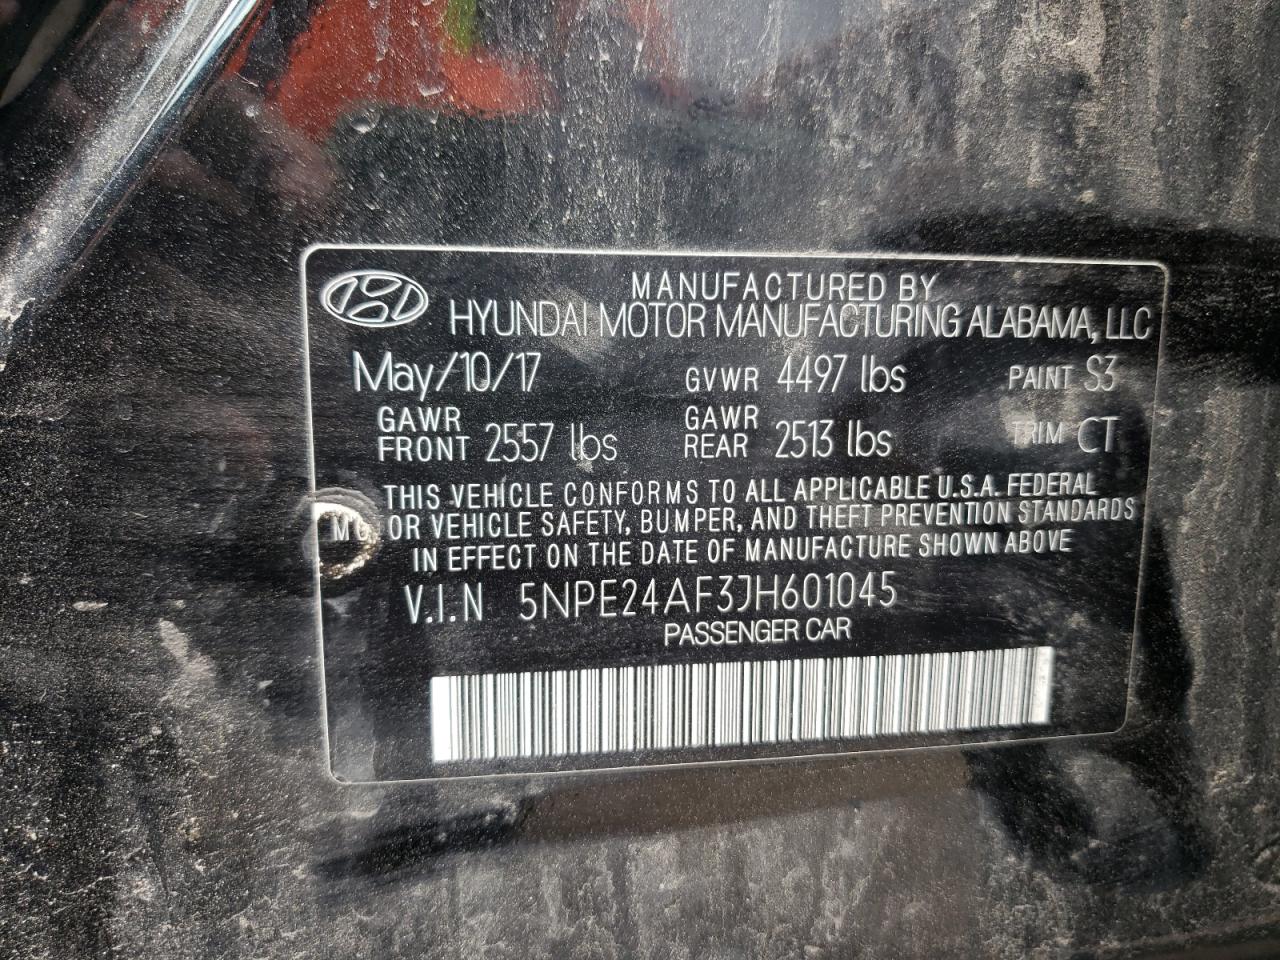 MANUFACTURED BY
HYUNDAI MOTOR MANUFACTURING ALABAMA, LLC
May/10/17 GVWR 4497 lbs PAINT S3
GAWR FRONT 2557 lbs GAWR REAR 2513 lbs TRIM CT
THIS VEHICLE CONFORMS TO ALL APPLICABLE U.S.A. FEDERAL
MOTOR VEHICLE SAFETY, BUMPER, AND THEFT PREVENTION STANDARDS
IN EFFECT ON THE DATE OF MANUFACTURE SHOWN ABOVE
V.I.N 5NPE24AF3JH601045
PASSENGER CAR